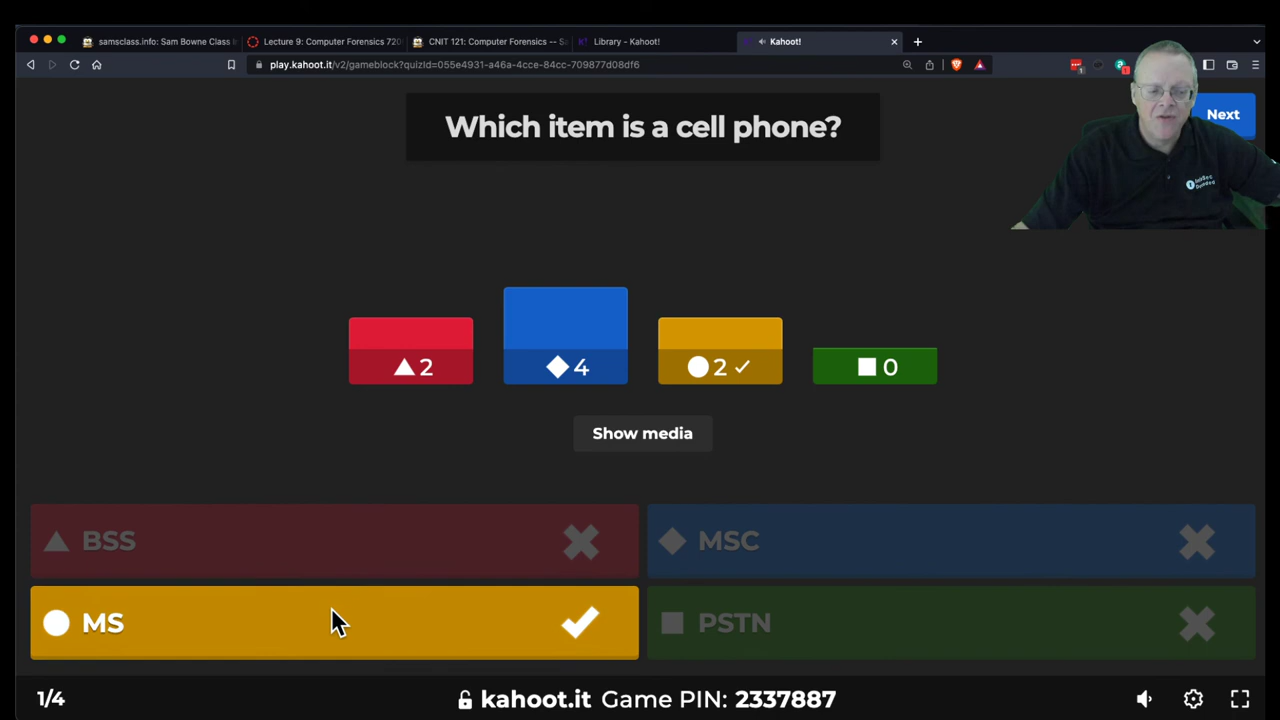 samsclass.info: Sam Bowne Class
Lecture 9: Computer Forensics 720
CNIT 121: Computer Forensics -- Sa
Library - Kahoot!
Kahoot!
play.kahoot.it/v2/gameblock?quizId=055e4931-a46a-4cce-84cc-709877d08df6
Which item is a cell phone?
Next
2
4
2
0
Show media
BSS
MSC
MS
PSTN
1/4
kahoot.it Game PIN: 2337887